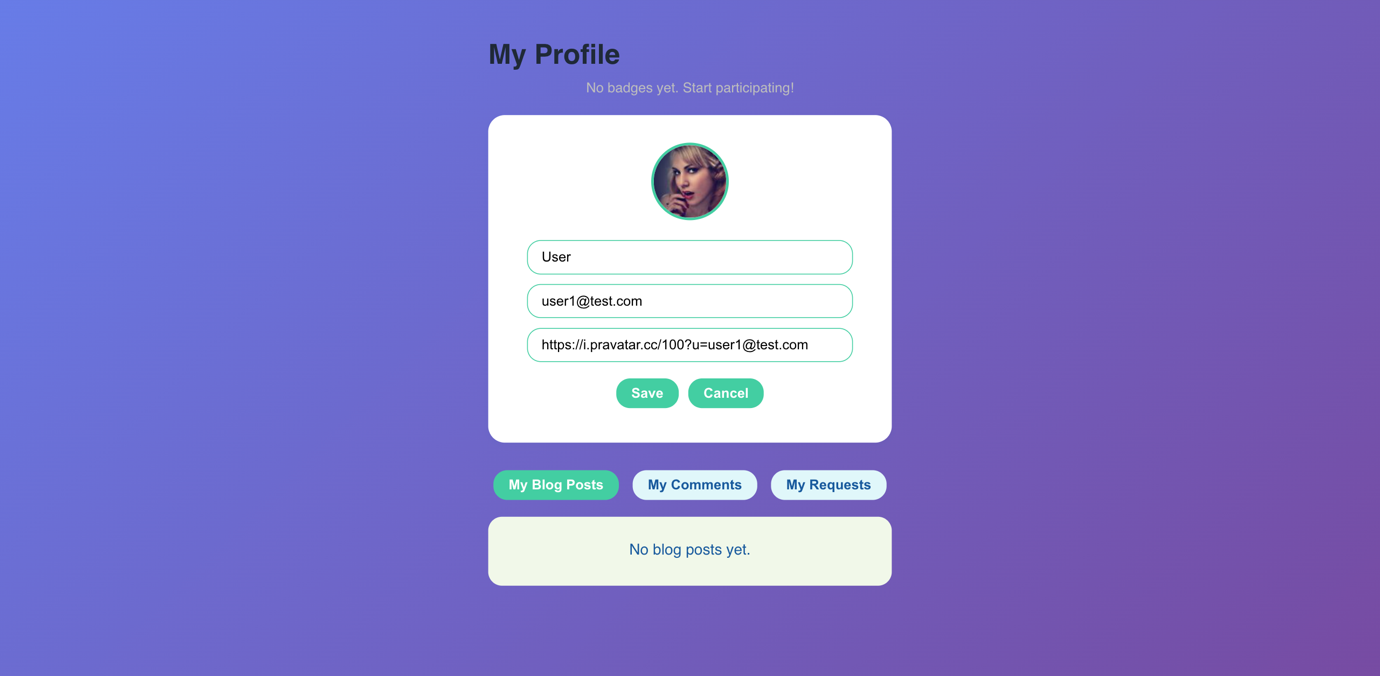 My Profile
No badges yet. Start participating!
User
user1@test.com
https://i.pravatar.cc/100?u=user1@test.com
Save Cancel
My Blog Posts My Comments My Requests
No blog posts yet.